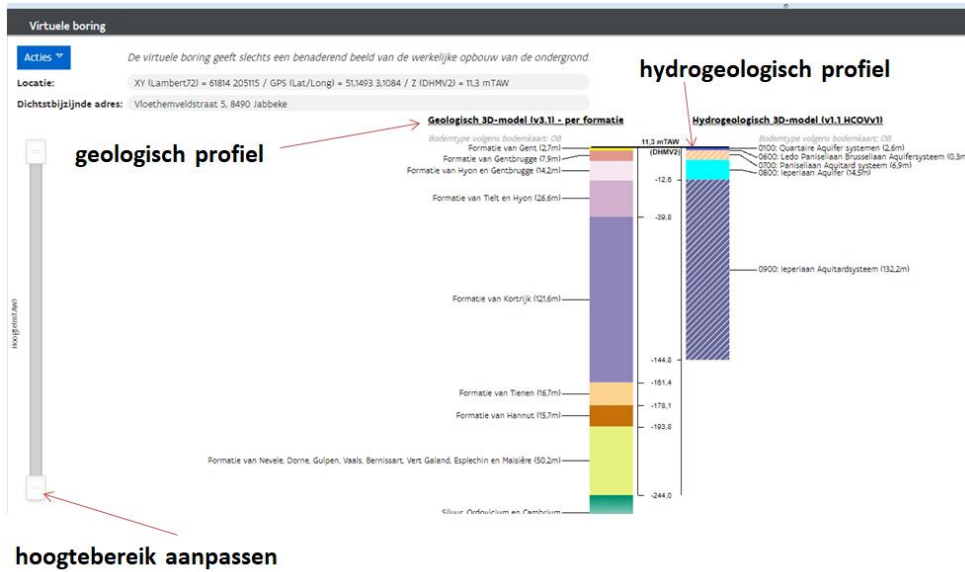 Virtuele boring
Acties
De virtuele boring geeft slechts een benaderend beeld van de werkelijke opbouw van de ondergrond.
hydrogeologisch profiel
Locatie: XY (Lambert72) = 61814 205115 / GPS (Lat/Long) = 51,1493 3,1084 / Z (DHMV2) = 11,3 mTAW
Dichtstbijzijnde adres: Vloethemveldstraat 5, 8490 Jabbeke
Geologisch 3D-model (v3.1) - per formatie
Hydrogeologisch 3D-model (v1.1 HCOVv1)
geologisch profiel
Bodemtype volgens bodemkaart: OB
Bodemtype volgens bodemkaart: OB
11,3 mTAW
(DHMV2)
Formatie van Gent (2,7m)
Formatie van Gentbrugge (7,9m)
Formatie van Hyon en Gentbrugge (14,2m)
Formatie van Tielt en Hyon (26,6m)
Formatie van Kortrijk (121,6m)
Formatie van Tienen (16,7m)
Formatie van Hannut (15,7m)
Formatie van Nevele, Dorne, Gulpen, Vaals, Bernissart, Vert Galand, Esplechin en Maisière (50,2m)
Siluur, Ordovicium en Cambrium
0100: Quartaire Aquifer systemen (2,6m)
0600: Ledo Paniseliaan Brusseliaan Aquifersysteem (0,3m
0700: Paniseliaan Aquitard systeem (6,9m)
0800: Ieperiaan Aquifer (14,5m)
0900: Ieperiaan Aquitardsysteem (132,2m)
-12,6
-39,8
-144,8
-161,4
-178,1
-193,8
-244,0
Hoogte(mTAW)
hoogtebereik aanpassen